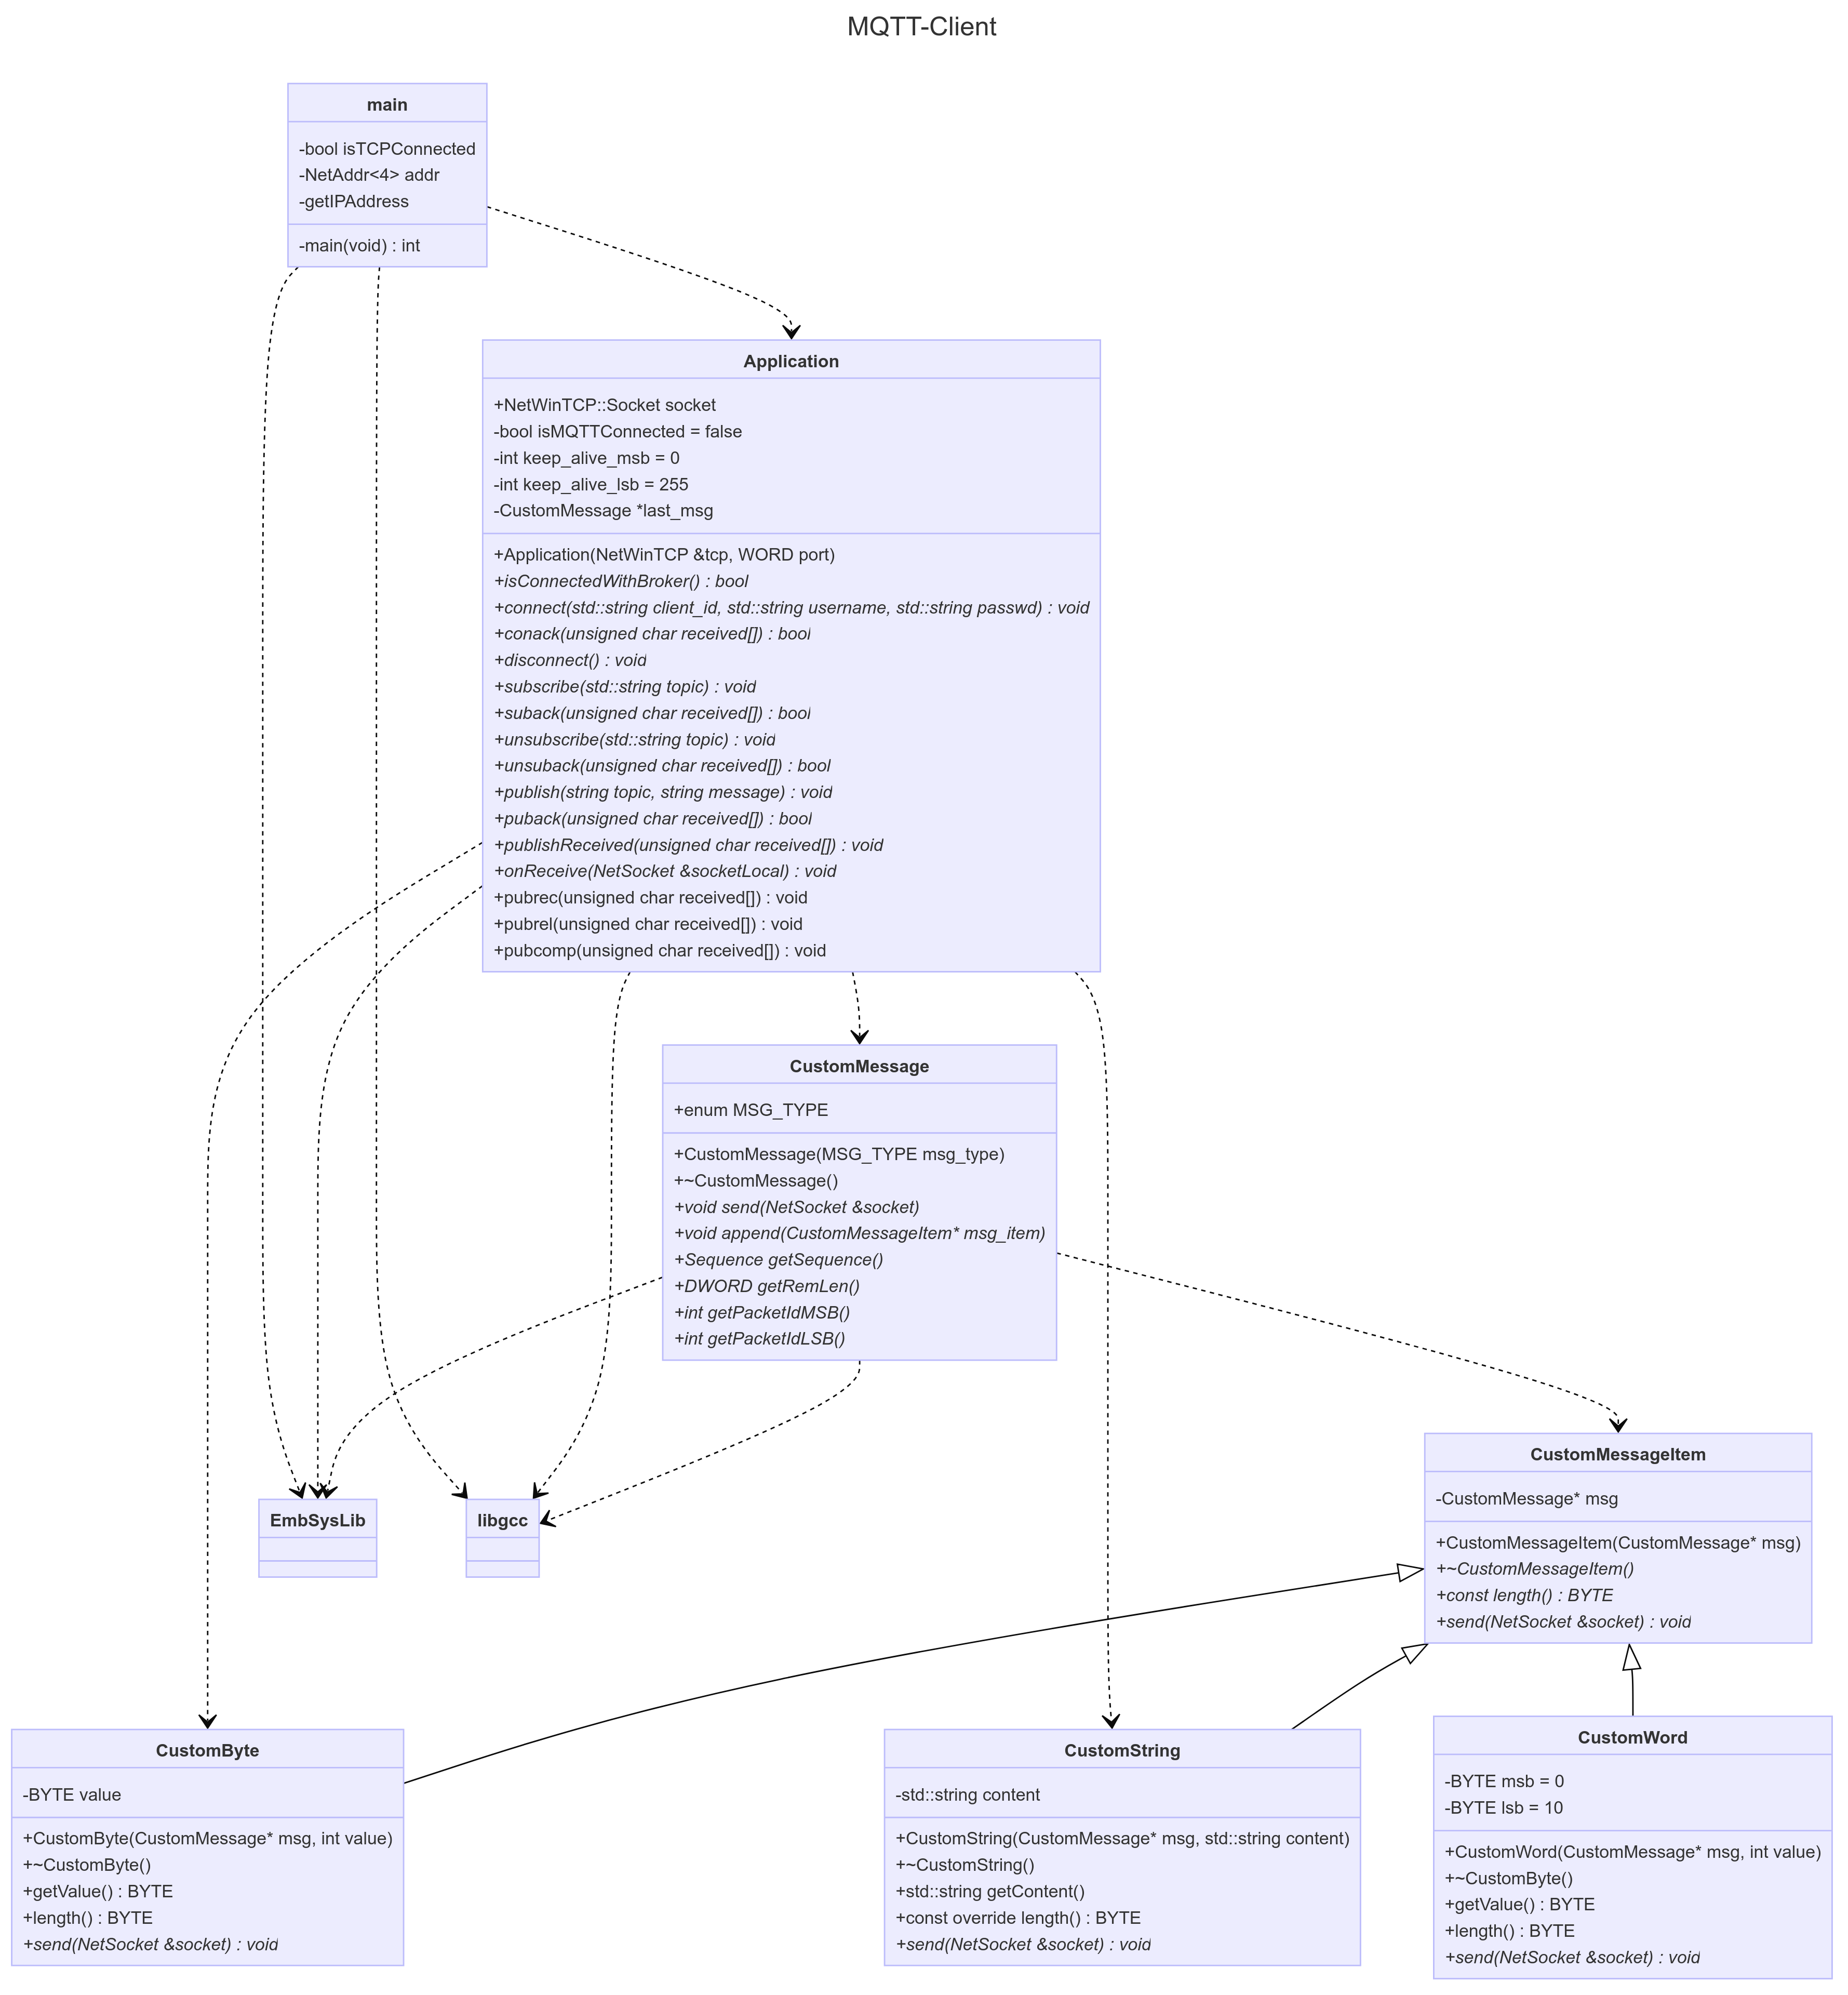 MQTT-Client
main
-bool isTCPConnected
-NetAddr<4> addr
-getIPAddress
-main(void) : int
Application
+NetWinTCP::Socket socket
-bool isMQTTConnected = false
-int keep_alive_msb = 0
-int keep_alive_lsb = 255
-CustomMessage *last_msg
+Application(NetWinTCP &tcp, WORD port)
+isConnectedWithBroker() : bool
+connect(std::string client_id, std::string username, std::string passwd) : void
+conack(unsigned char received[]) : bool
+disconnect() : void
+subscribe(std::string topic) : void
+suback(unsigned char received[]) : bool
+unsubscribe(std::string topic) : void
+unsuback(unsigned char received[]) : bool
+publish(string topic, string message) : void
+puback(unsigned char received[]) : bool
+publishReceived(unsigned char received[]) : void
+onReceive(NetSocket &socketLocal) : void
+pubrec(unsigned char received[]) : void
+pubrel(unsigned char received[]) : void
+pubcomp(unsigned char received[]) : void
CustomMessage
+enum MSG_TYPE
+CustomMessage(MSG_TYPE msg_type)
+~CustomMessage()
+void send(NetSocket &socket)
+void append(CustomMessageItem* msg_item)
+Sequence getSequence()
+DWORD getRemLen()
+int getPacketIdMSB()
+int getPacketIdLSB()
EmbSysLib
libgcc
CustomMessageItem
-CustomMessage* msg
+CustomMessageItem(CustomMessage* msg)
+~CustomMessageItem()
+const length() : BYTE
+send(NetSocket &socket) : void
CustomByte
-BYTE value
+CustomByte(CustomMessage* msg, int value)
+~CustomByte()
+getValue() : BYTE
+length() : BYTE
+send(NetSocket &socket) : void
CustomString
-std::string content
+CustomString(CustomMessage* msg, std::string content)
+~CustomString()
+std::string getContent()
+const override length() : BYTE
+send(NetSocket &socket) : void
CustomWord
-BYTE msb = 0
-BYTE lsb = 10
+CustomWord(CustomMessage* msg, int value)
+~CustomByte()
+getValue() : BYTE
+length() : BYTE
+send(NetSocket &socket) : void